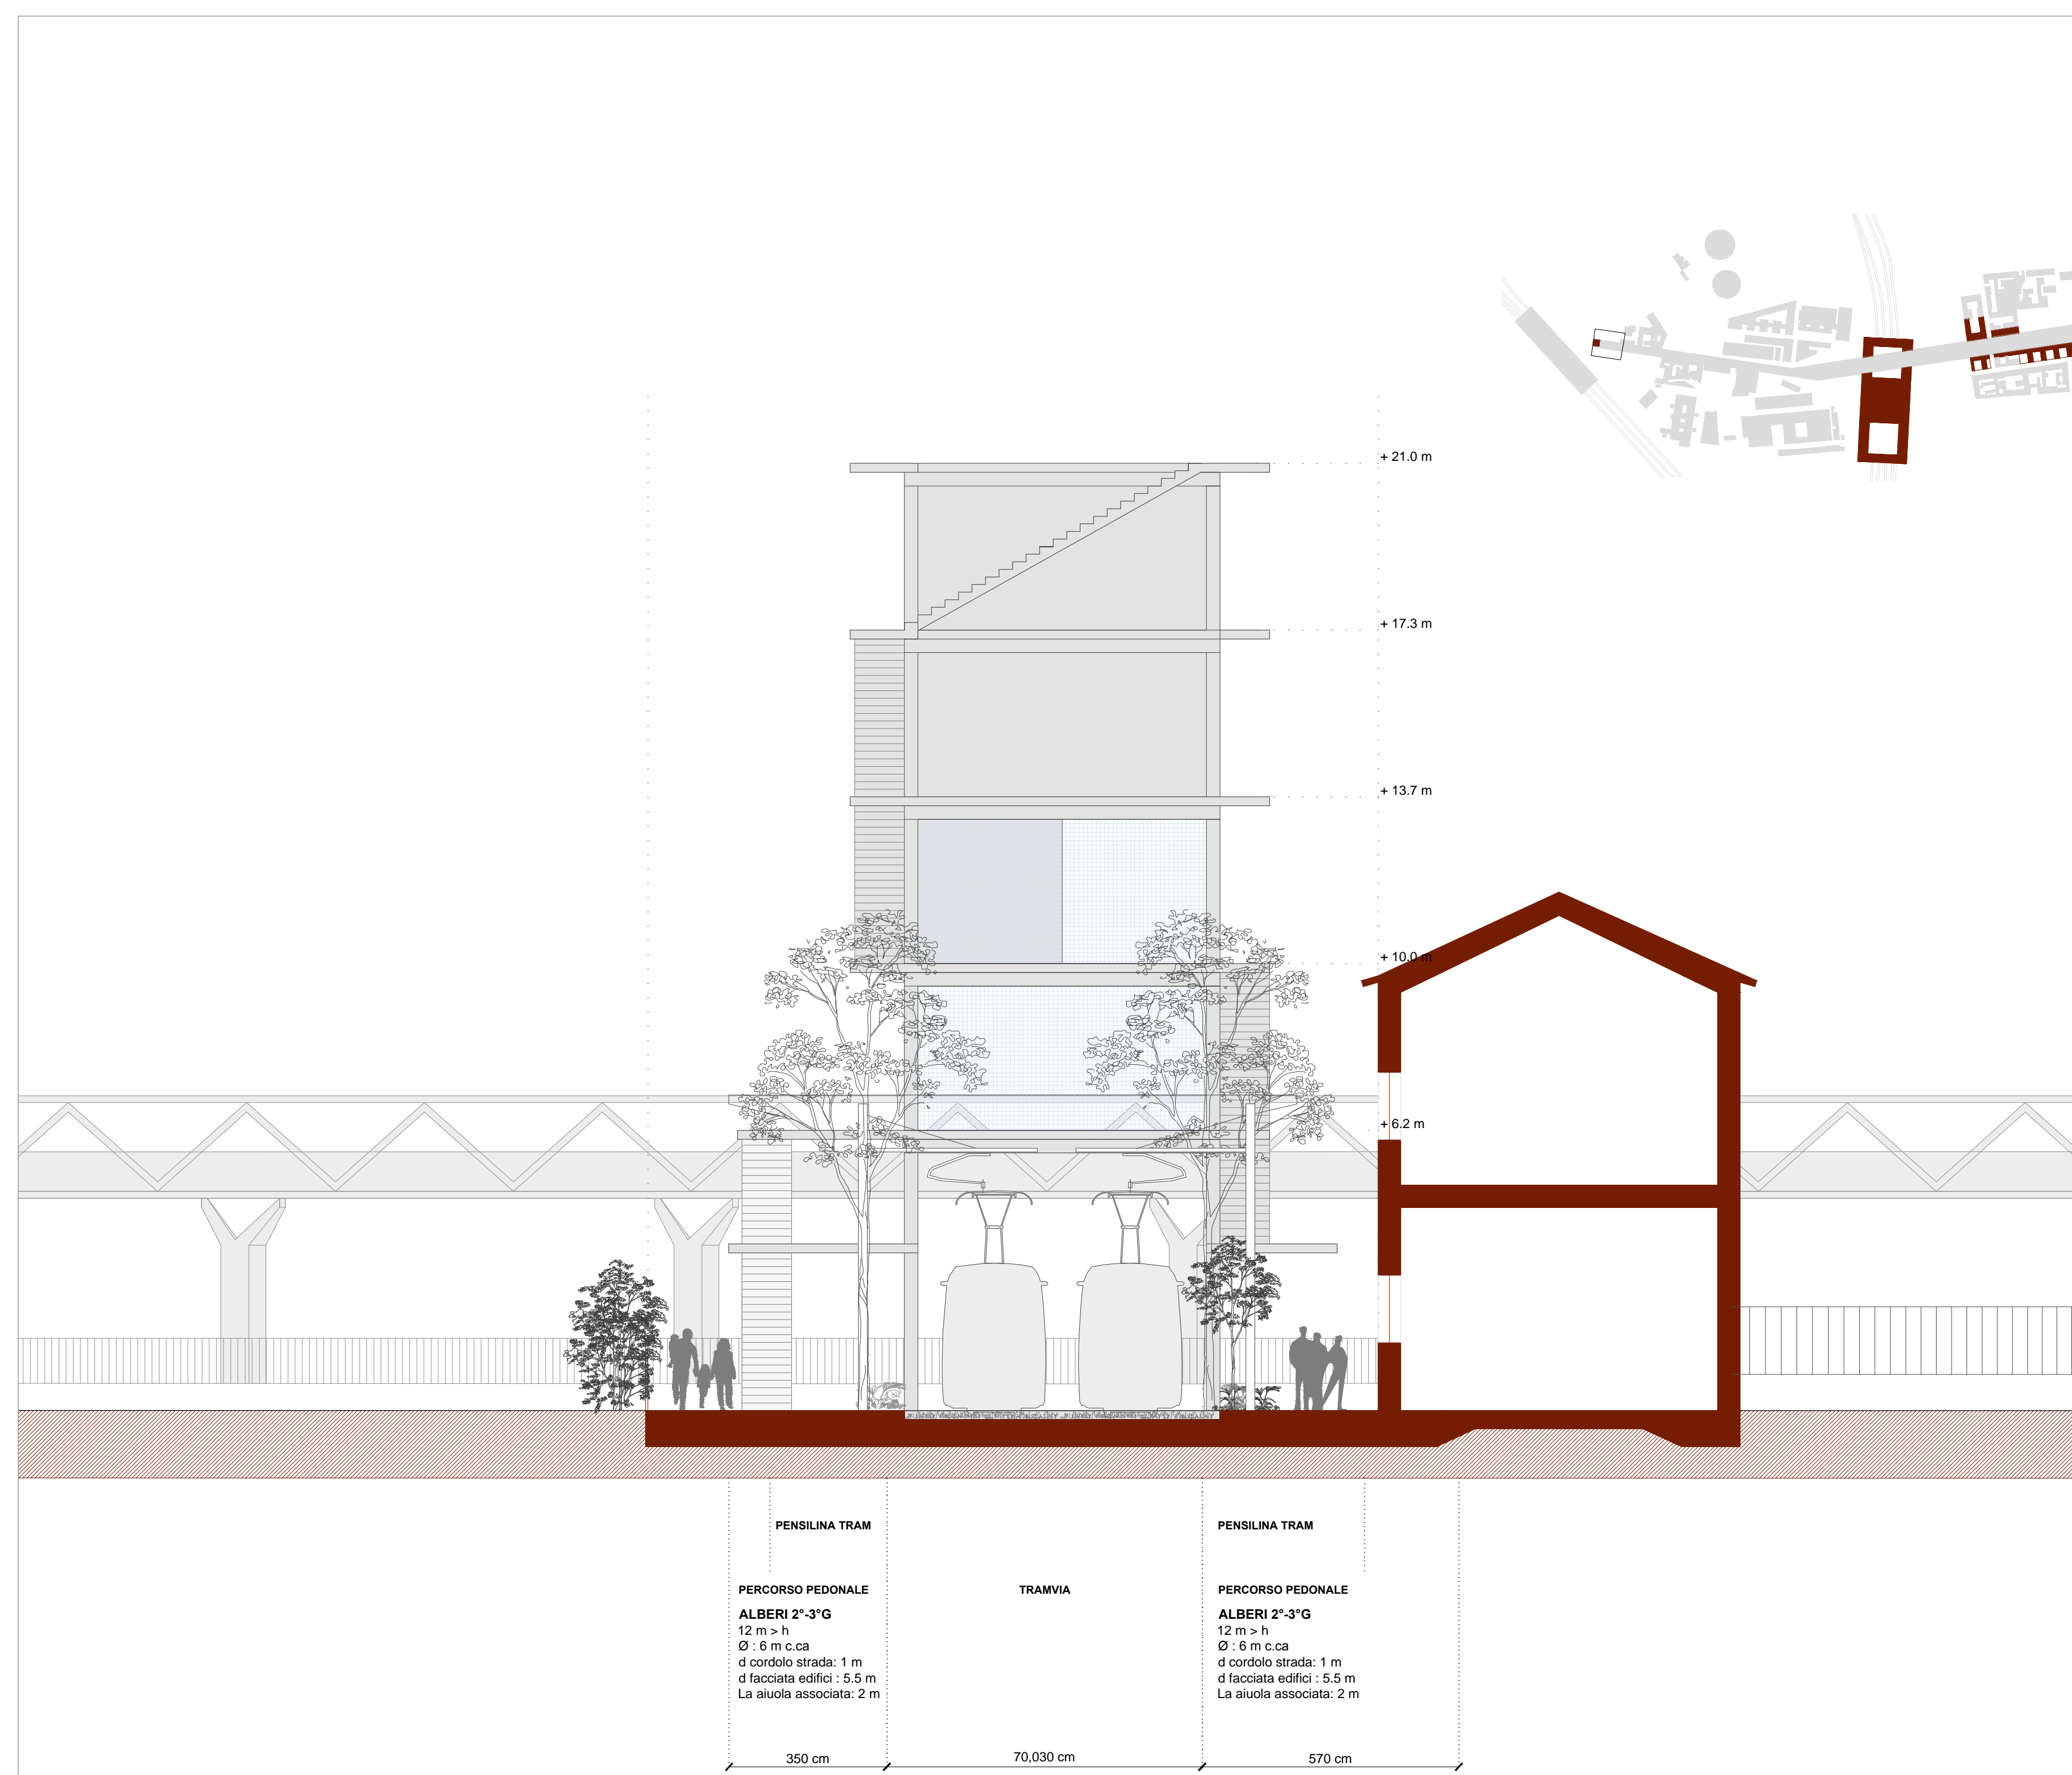 + 21.0 m
+ 17.3 m
+ 13.7 m
+ 10.0 m
+ 6.2 m
PENSILINA TRAM
PENSILINA TRAM
PERCORSO PEDONALE
ALBERI 2°-3°G
12 m > h
Ø : 6 m c.ca
d cordolo strada: 1 m
d facciata edifici : 5.5 m
La aiuola associata: 2 m
TRAMVIA
PERCORSO PEDONALE
ALBERI 2°-3°G
12 m > h
Ø : 6 m c.ca
d cordolo strada: 1 m
d facciata edifici : 5.5 m
La aiuola associata: 2 m
350 cm
70,030 cm
570 cm